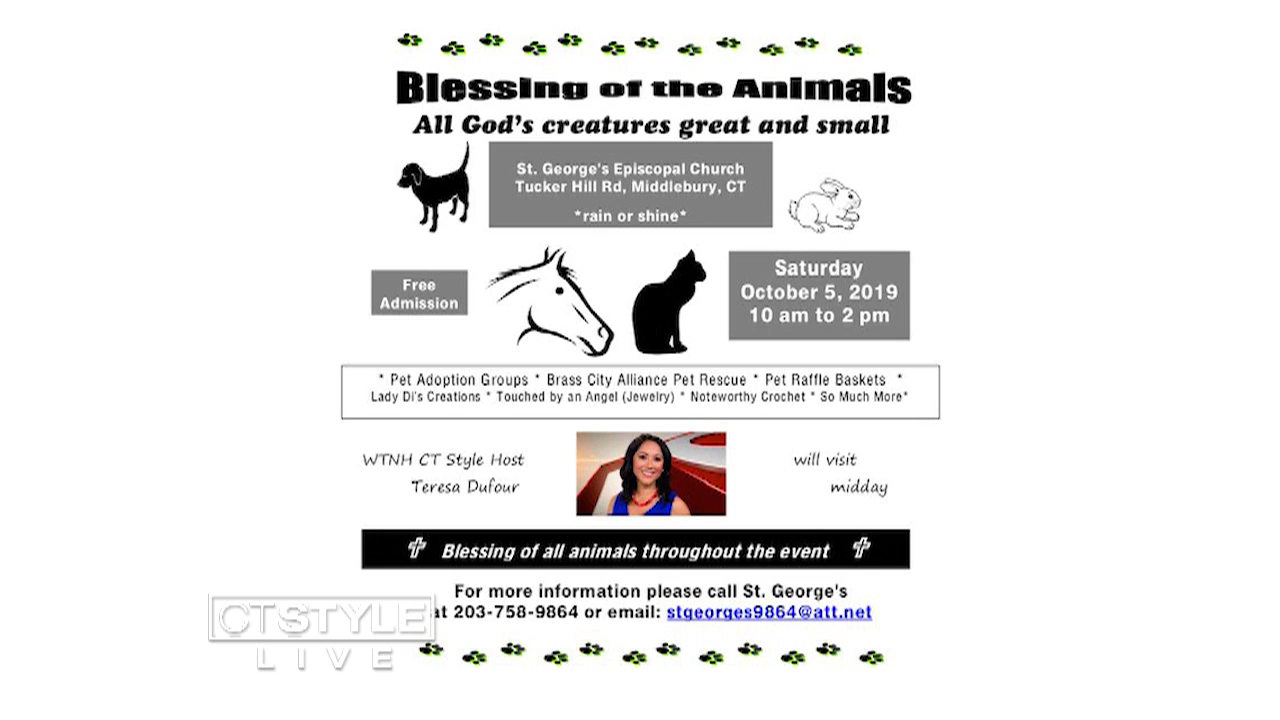 Blessing of the Animals
All God's creatures great and small
St. George's Episcopal Church
Tucker Hill Rd, Middlebury, CT
*rain or shine*
Free
Admission
Saturday
October 5, 2019
10 am to 2 pm
* Pet Adoption Groups * Brass City Alliance Pet Rescue * Pet Raffle Baskets *
Lady Di's Creations * Touched by an Angel (Jewelry) * Noteworthy Crochet * So Much More*
WTNH CT Style Host
Teresa Dufour
will visit
midday
Blessing of all animals throughout the event
For more information please call St. George's
at 203-758-9864 or email: stgeorges9864@att.net
CT STYLE
LIVE